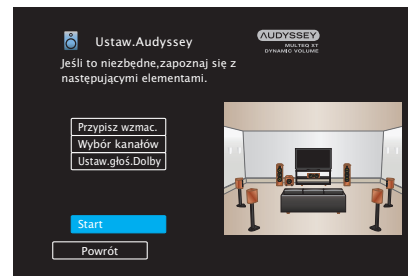 Ustaw.Audyssey
AUDYSSEY
MULTEQ XT
DYNAMIC VOLUME
Jeśli to niezbędne,zapoznaj się z
następującymi elementami.
Przypisz wzmac.
Wybór kanałów
Ustaw.głoś.Dolby
Start
Powrót